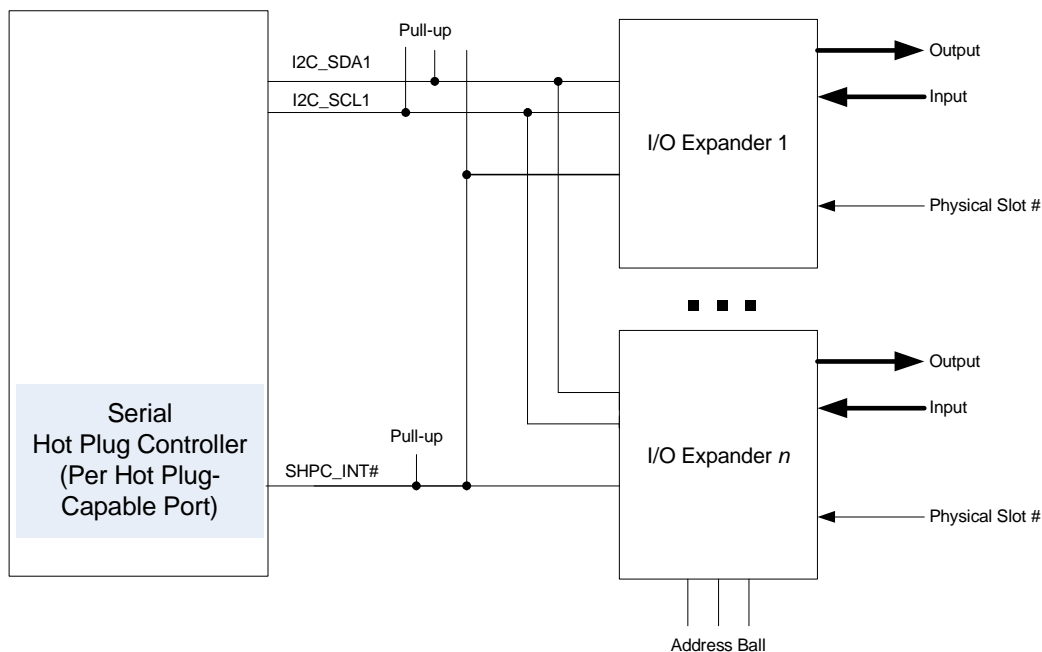 Pull-up
I2C_SDA1
I2C_SCL1
Output
Input
I/O Expander 1
Physical Slot #
Output
Input
Serial
Hot Plug Controller
(Per Hot Plug-
Capable Port)
Pull-up
SHPC_INT#
I/O Expander n
Physical Slot #
Address Ball